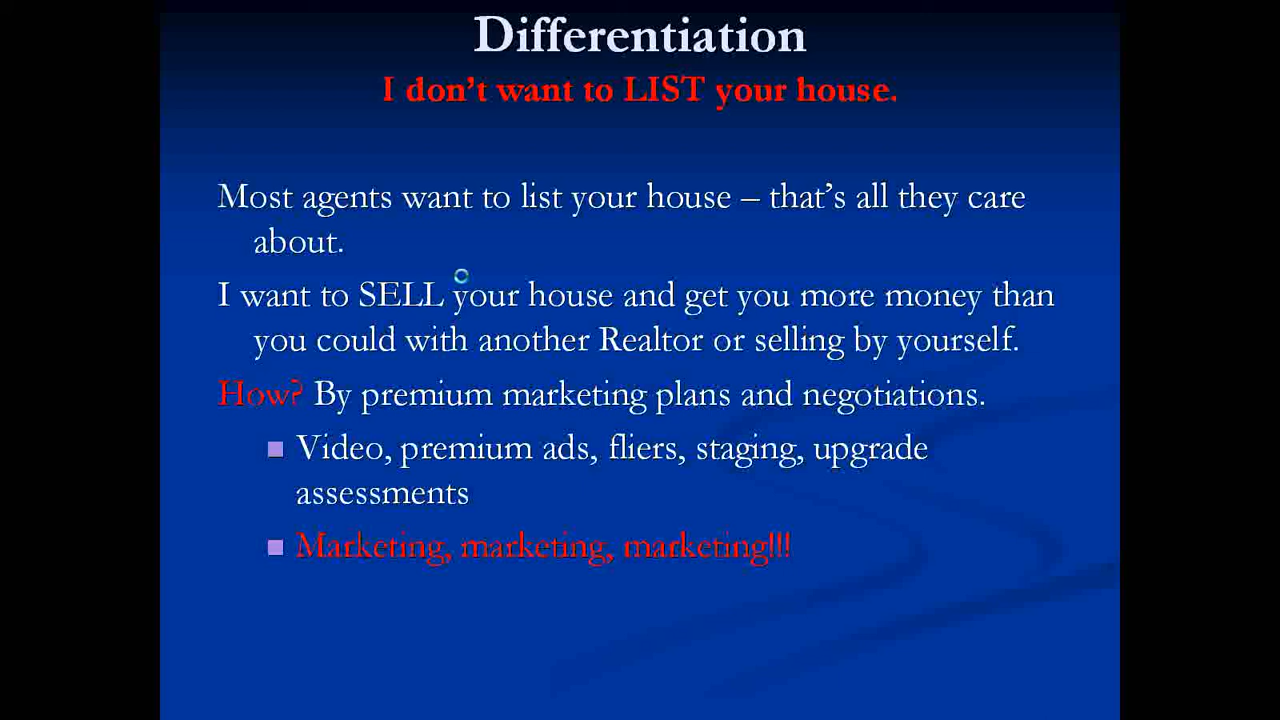 Differentiation
I don't want to LIST your house.
Most agents want to list your house – that's all they care
about.
I want to SELL your house and get you more money than
you could with another Realtor or selling by yourself.
How? By premium marketing plans and negotiations.
Video, premium ads, fliers, staging, upgrade
assessments
Marketing, marketing, marketing!!!